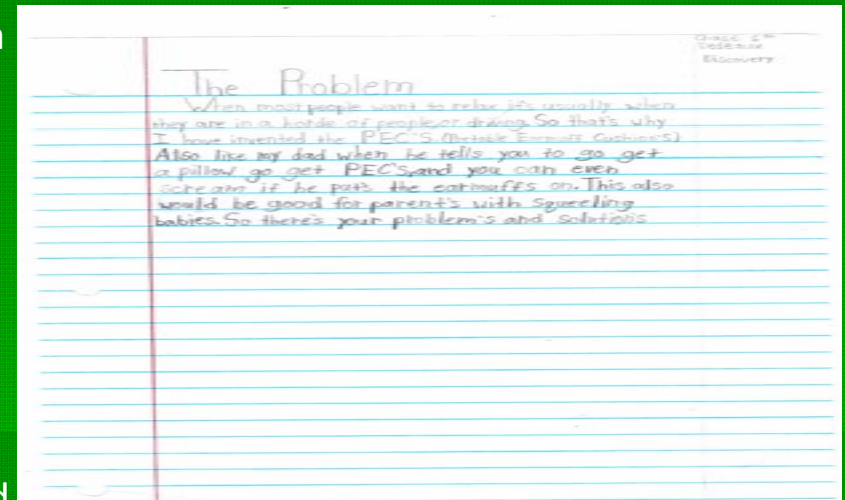 The Problem
When most people want to relax it's usually when
they are in a horde of people or driving. So that's why
I have invented the PEC'S (Portable Earmuff Cushion'S)
Also like my dad when he tells you to go get
a pillow go get PEC'S, and you can even
scream if he puts the earmuffs on. This also
would be good for parent's with squeeling
babies. So there's your problem's and solution's
Discovery